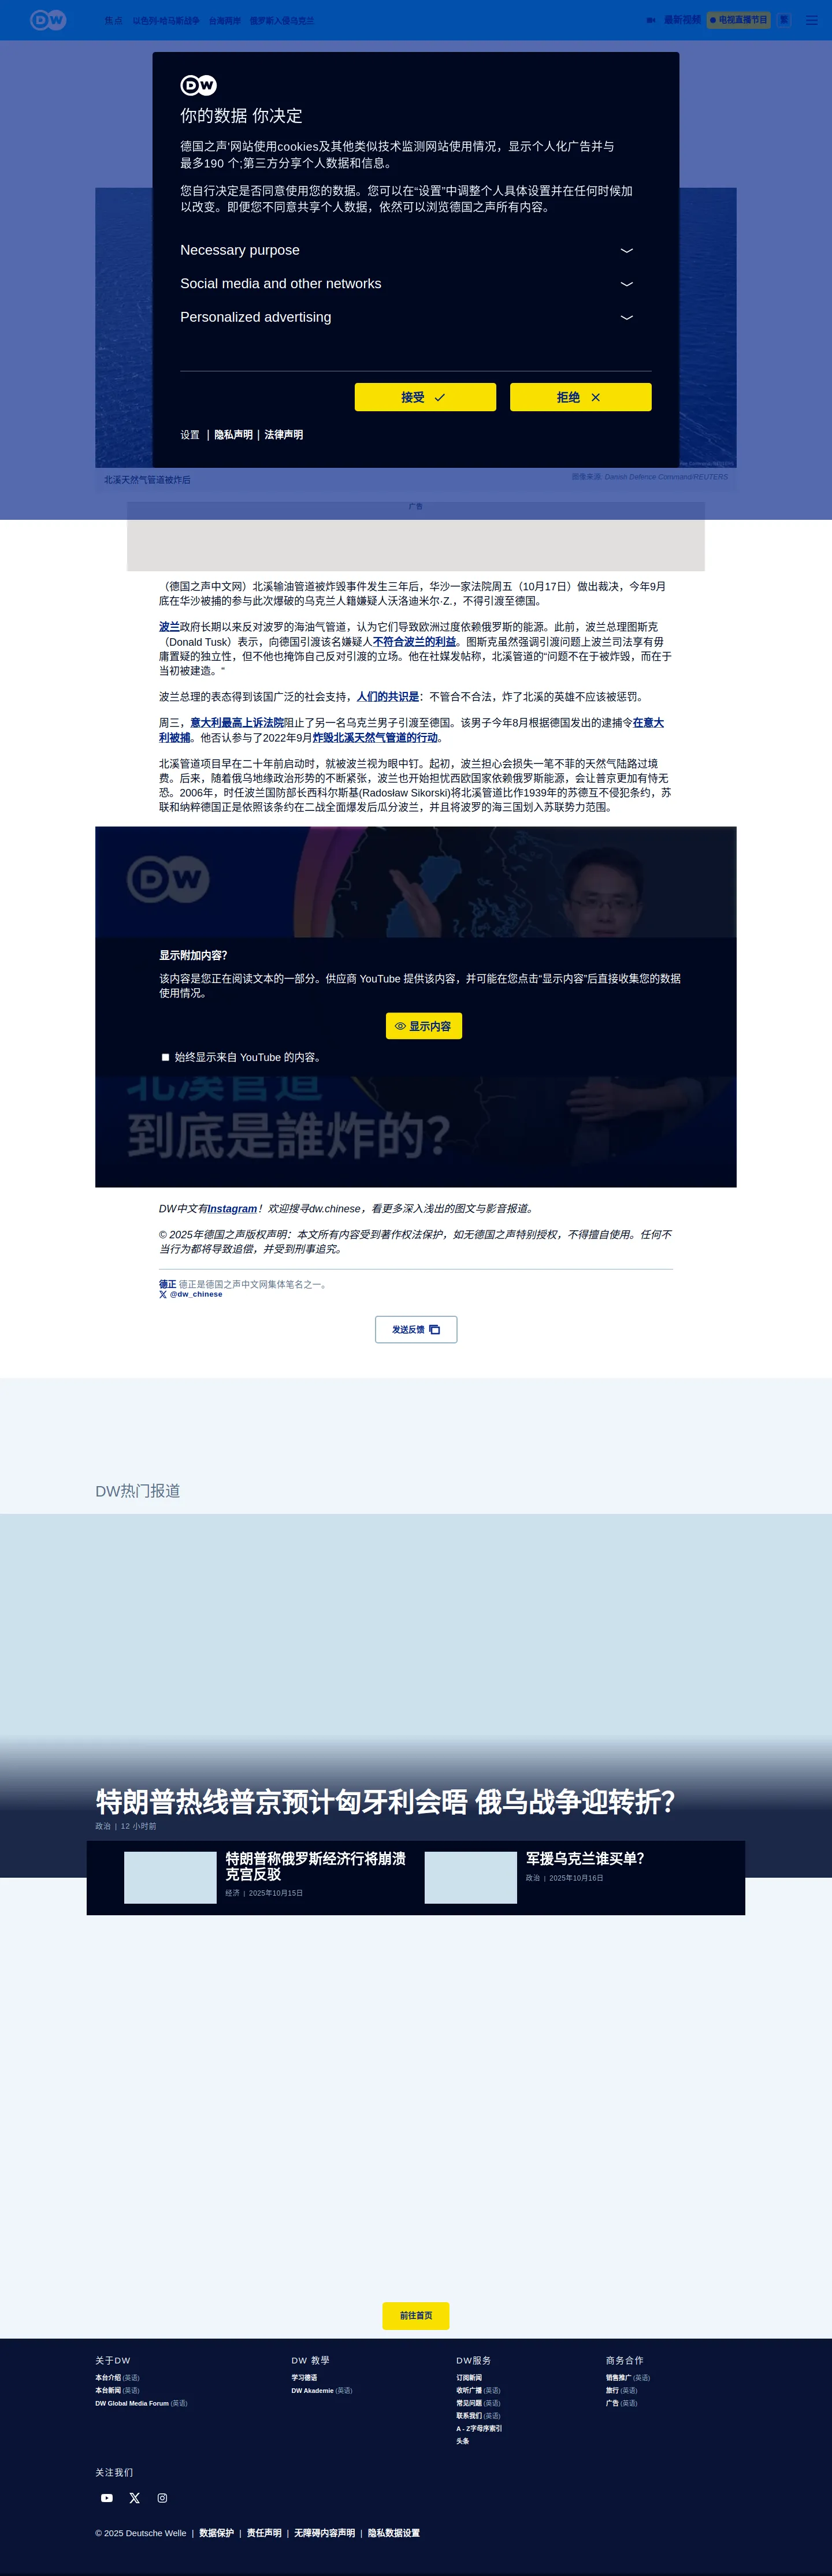 DW
焦点 以色列-哈马斯战争 台海两岸 俄罗斯入侵乌克兰
最新视频 电视直播节目 繁
DW
你的数据 你决定
德国之声'网站使用cookies及其他类似技术监测网站使用情况，显示个人化广告并与
最多190 个;第三方分享个人数据和信息。
您自行决定是否同意使用您的数据。您可以在“设置”中调整个人具体设置并在任何时候加
以改变。即便您不同意共享个人数据，依然可以浏览德国之声所有内容。
Necessary purpose
Social media and other networks
Personalized advertising
接受 拒绝
设置 | 隐私声明 | 法律声明
北溪天然气管道被炸后
图像来源: Danish Defence Command/REUTERS
广告
（德国之声中文网）北溪输油管道被炸毁事件发生三年后，华沙一家法院周五（10月17日）做出裁决，今年9月
底在华沙被捕的参与此次爆破的乌克兰人籍嫌疑人沃洛迪米尔·Z.，不得引渡至德国。
波兰政府长期以来反对波罗的海油气管道，认为它们导致欧洲过度依赖俄罗斯的能源。此前，波兰总理图斯克
（Donald Tusk）表示，向德国引渡该名嫌疑人不符合波兰的利益。图斯克虽然强调引渡问题上波兰司法享有毋
庸置疑的独立性，但不他也掩饰自己反对引渡的立场。他在社媒发帖称，北溪管道的“问题不在于被炸毁，而在于
当初被建造。“
波兰总理的表态得到该国广泛的社会支持，人们的共识是：不管合不合法，炸了北溪的英雄不应该被惩罚。
周三，意大利最高上诉法院阻止了另一名乌克兰男子引渡至德国。该男子今年8月根据德国发出的逮捕令在意大
利被捕。他否认参与了2022年9月炸毁北溪天然气管道的行动。
北溪管道项目早在二十年前启动时，就被波兰视为眼中钉。起初，波兰担心会损失一笔不菲的天然气陆路过境
费。后来，随着俄乌地缘政治形势的不断紧张，波兰也开始担忧西欧国家依赖俄罗斯能源，会让普京更加有恃无
恐。2006年，时任波兰国防部长西科尔斯基(Radosław Sikorski)将北溪管道比作1939年的苏德互不侵犯条约，苏
联和纳粹德国正是依照该条约在二战全面爆发后瓜分波兰，并且将波罗的海三国划入苏联势力范围。
DW
显示附加内容？
该内容是您正在阅读文本的一部分。供应商 YouTube 提供该内容，并可能在您点击“显示内容”后直接收集您的数据
使用情况。
显示内容
始终显示来自 YouTube 的内容。
北溪管道
到底是誰炸的？
DW中文有Instagram！欢迎搜寻dw.chinese，看更多深入浅出的图文与影音报道。
© 2025年德国之声版权声明：本文所有内容受到著作权法保护，如无德国之声特别授权，不得擅自使用。任何不
当行为都将导致追偿，并受到刑事追究。
德正 德正是德国之声中文网集体笔名之一。
@dw_chinese
发送反馈
DW热门报道
特朗普热线普京预计匈牙利会晤 俄乌战争迎转折？
政治 | 12 小时前
特朗普称俄罗斯经济行将崩溃
克宫反驳
经济 | 2025年10月15日
军援乌克兰谁买单？
政治 | 2025年10月16日
前往首页
关于DW
本台介绍 (英语)
本台新闻 (英语)
DW Global Media Forum (英语)
DW 教學
学习德语
DW Akademie (英语)
DW服务
订阅新闻
收听广播 (英语)
常见问题 (英语)
联系我们 (英语)
A - Z字母序索引
头条
商务合作
销售推广 (英语)
旅行 (英语)
广告 (英语)
关注我们
© 2025 Deutsche Welle | 数据保护 | 责任声明 | 无障碍内容声明 | 隐私数据设置